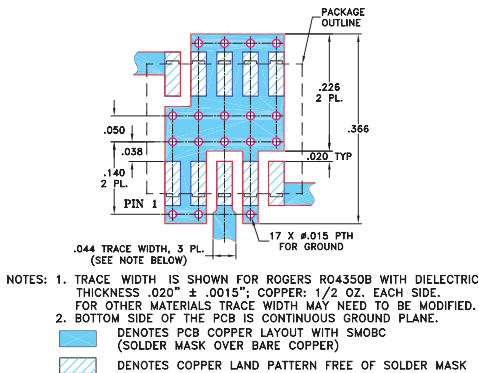 PACKAGE
OUTLINE
.226
2 PL.
.366
.050
.038
.020 TYP
.140
2 PL.
PIN 1
17 X ø.015 PTH
FOR GROUND
.044 TRACE WIDTH, 3 PL.
(SEE NOTE BELOW)
NOTES: 1. TRACE WIDTH IS SHOWN FOR ROGERS RO4350B WITH DIELECTRIC
THICKNESS .020" ± .0015"; COPPER: 1/2 OZ. EACH SIDE.
FOR OTHER MATERIALS TRACE WIDTH MAY NEED TO BE MODIFIED.
2. BOTTOM SIDE OF THE PCB IS CONTINUOUS GROUND PLANE.
DENOTES PCB COPPER LAYOUT WITH SMOBC
(SOLDER MASK OVER BARE COPPER)
DENOTES COPPER LAND PATTERN FREE OF SOLDER MASK